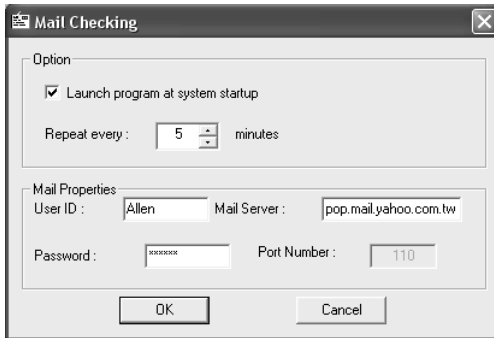 Mail Checking
Option
Launch program at system startup
Repeat every : 5 minutes
Mail Properties
User ID : Allen Mail Server : pop.mail.yahoo.com.tw
Password : ****** Port Number : 110
OK Cancel